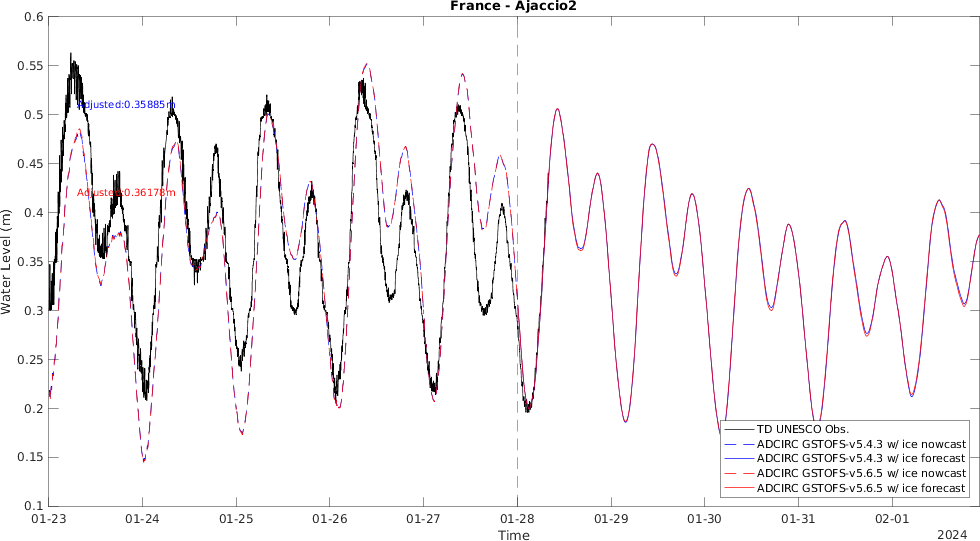 France - Ajaccio2
0.6
0.55
0.5
0.45
0.4
0.35
0.3
0.25
0.2
0.15
0.1
Water Level (m)
Adjusted:0.35885m
Adjusted:0.36178m
TD UNESCO Obs.
ADCIRC GSTOFS-v5.4.3 w/ ice nowcast
ADCIRC GSTOFS-v5.4.3 w/ ice forecast
ADCIRC GSTOFS-v5.6.5 w/ ice nowcast
ADCIRC GSTOFS-v5.6.5 w/ ice forecast
01-23 01-24 01-25 01-26 01-27 01-28 01-29 01-30 01-31 02-01
Time
2024